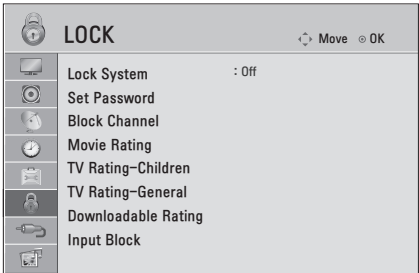 LOCK
Move OK
Lock System : Off
Set Password
Block Channel
Movie Rating
TV Rating-Children
TV Rating-General
Downloadable Rating
Input Block